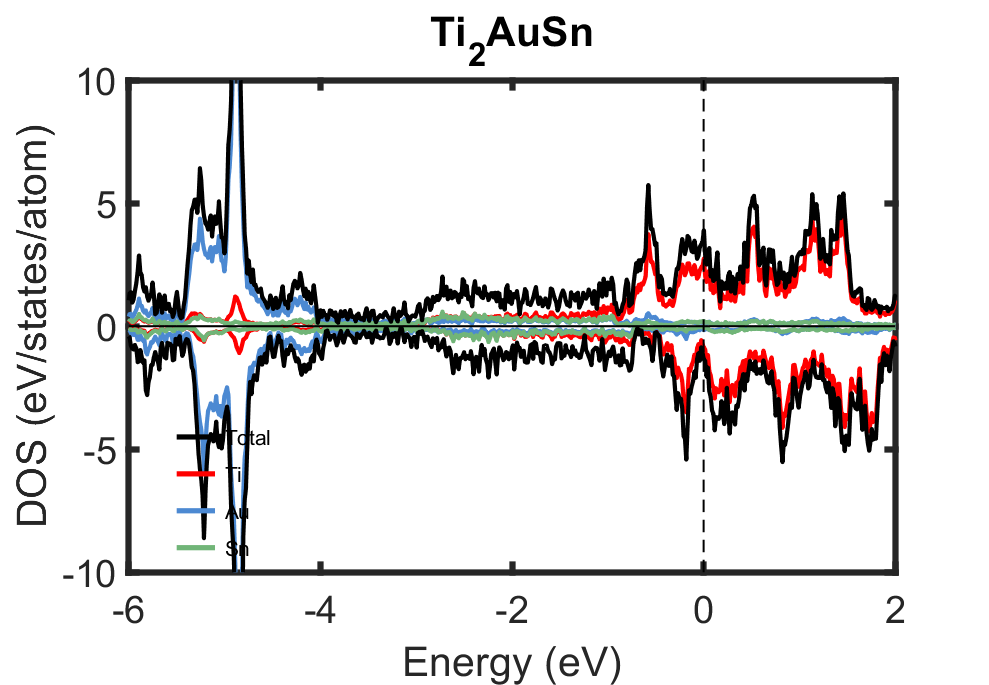 Ti2AuSn
DOS (eV/states/atom)
10
5
0
-5
-10
Total
Ti
Au
Sn
-6 -4 -2 0 2
Energy (eV)